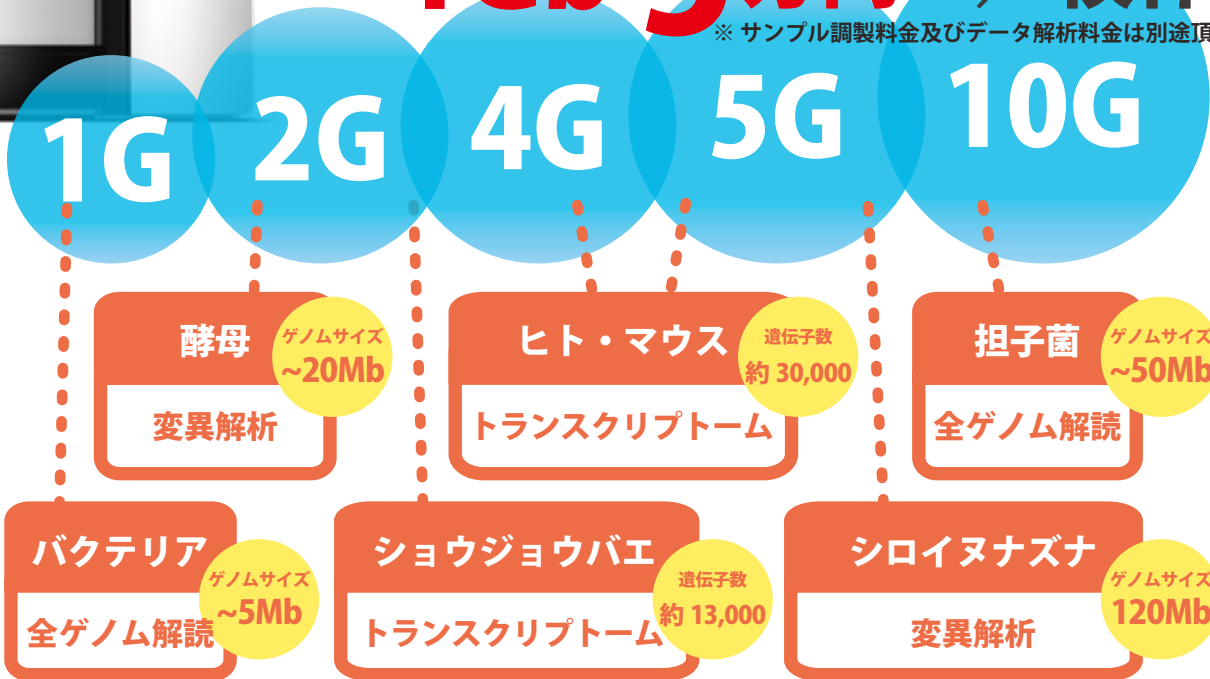 ※ サンプル調製料金及びデータ解析料金は別途頂
1G
2G
4G
5G
10G
酵母
ゲノムサイズ
~20Mb
変異解析
ヒト・マウス
遺伝子数
約 30,000
トランスクリプトーム
担子菌
ゲノムサイズ
~50Mb
全ゲノム解読
バクテリア
ゲノムサイズ
~5Mb
全ゲノム解読
ショウジョウバエ
遺伝子数
約 13,000
トランスクリプトーム
シロイヌナズナ
ゲノムサイズ
120Mb
変異解析